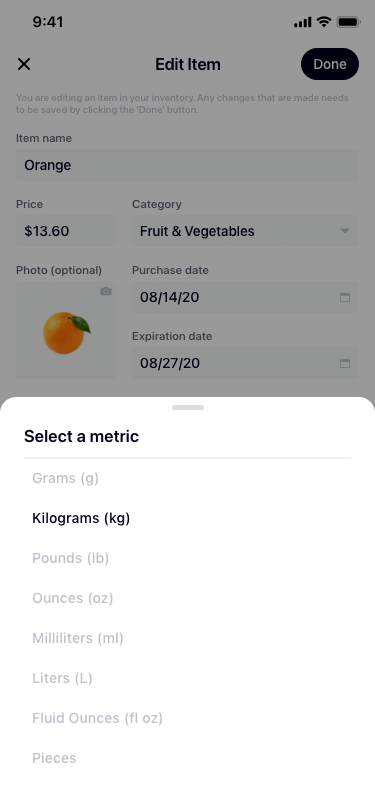 9:41
Edit Item
Done
You are editing an item in your inventory. Any changes that are made needs
to be saved by clicking the 'Done' button.
Item name
Orange
Price
Category
$13.60
Fruit & Vegetables
Photo (optional)
Purchase date
08/14/20
Expiration date
08/27/20
Select a metric
Grams (g)
Kilograms (kg)
Pounds (lb)
Ounces (oz)
Milliliters (ml)
Liters (L)
Fluid Ounces (fl oz)
Pieces